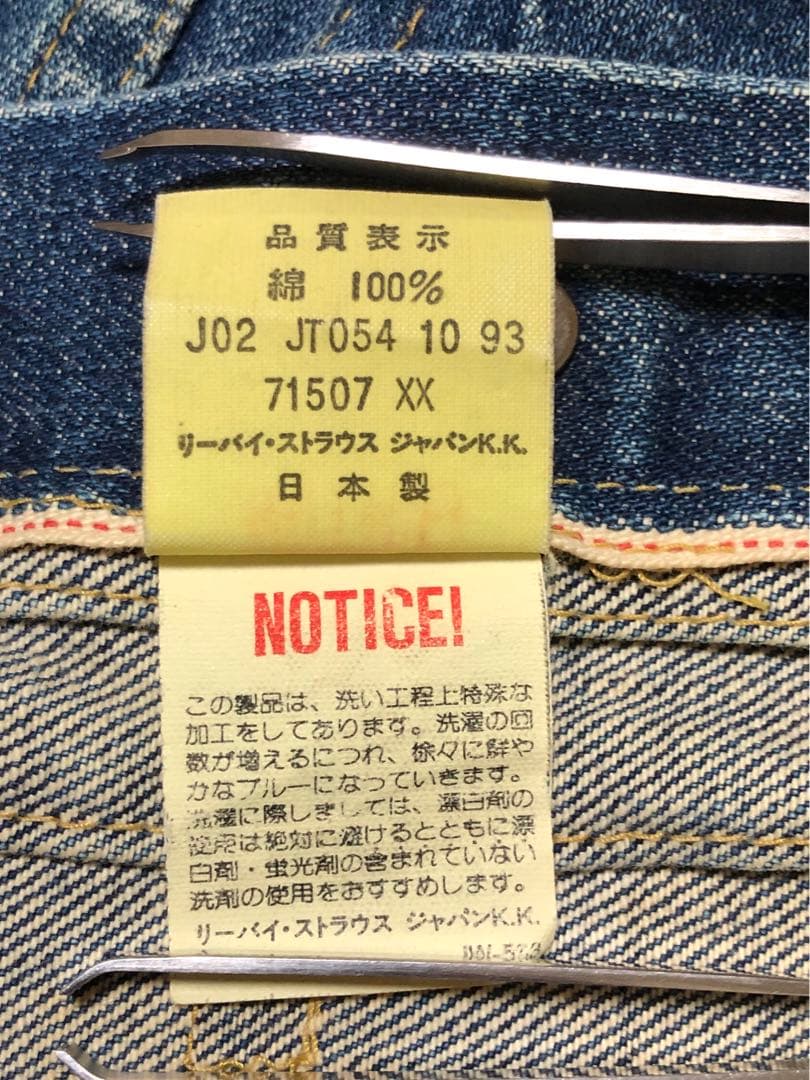 品質表示
綿 100%
J02 JT054 10 93
71507 XX
リーバイ・ストラウス ジャパンK.K.
日本製
NOTICE!
この製品は、洗い工程上特殊な
加工をしてあります。洗濯の回
数が増えるにつれ、徐々に鮮や
かなブルーになっていきます。
洗濯に際しましては、漂白剤の
使用は絶対に避けるとともに漂
白剤・蛍光剤の含まれていない
洗剤の使用をおすすめします。
リーバイ・ストラウス ジャパンK.K.